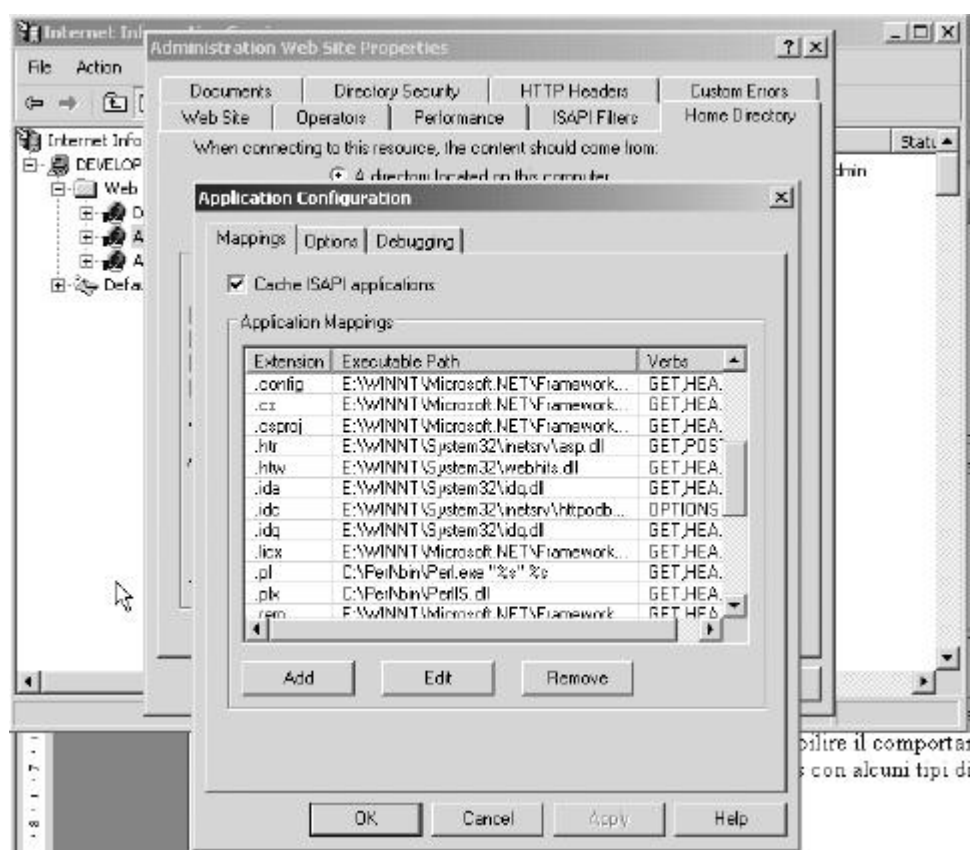 Internet Inf
Administration Web Site Properties
File Action
Documents Directory Security HTTP Headers Custom Errors
Web Site Operators Performance ISAPI Filters Home Directory
Internet Info
When connecting to this resource, the content should come from:
Statu
DEVELOP
A directory located on this computer
dmin
Web
Application Configuration
D
Mappings Options Debugging
A
A
Defa
Cache ISAPI applications
Application Mappings
Extension Executable Path Verbs
.config E:\WINNT\Microsoft.NET\Framework... GET,HEA.
.cs E:\WINNT\Microsoft.NET\Framework... GET,HEA.
.csproj E:\WINNT\Microsoft.NET\Framework... GET,HEA.
.htr E:\WINNT\System32\inetsrv\asp.dll GET,POST
.htw E:\WINNT\System32\webhits.dll GET,HEA.
.ida E:\WINNT\System32\idq.dll GET,HEA.
.idc E:\WINNT\System32\inetsrv\httpodb... OPTIONS
.idq E:\WINNT\System32\idq.dll GET,HEA.
.licx E:\WINNT\Microsoft.NET\Framework... GET,HEA.
.pl C:\Perl\bin\Perl.exe "%s" %s GET,HEA.
.plx C:\Perl\bin\PerlIS.dll GET,HEA.
.rem E:\WINNT\Microsoft.NET\Framework GET,HEA
Add Edit Remove
bilire il comportar
s con alcuni tipi di
OK Cancel Apply Help